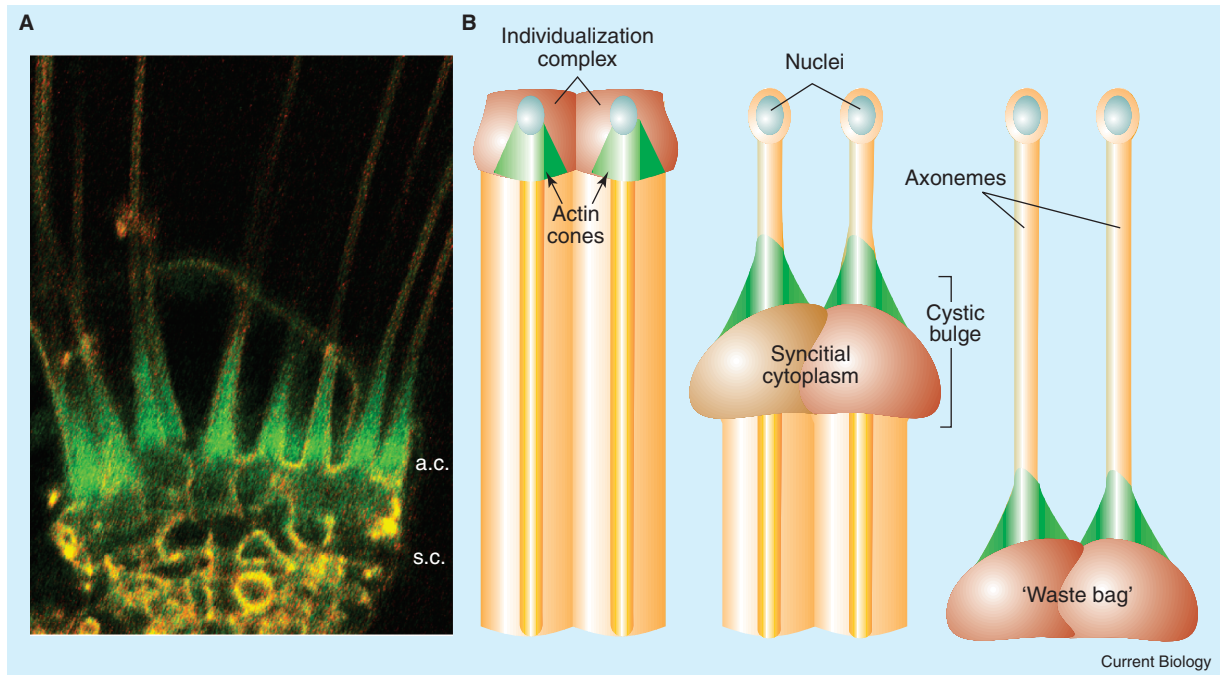 A
a.c.
s.c.
B
Individualization
complex
Actin
cones
Nuclei
Syncitial
cytoplasm
Cystic
bulge
Axonemes
'Waste bag'
Current Biology